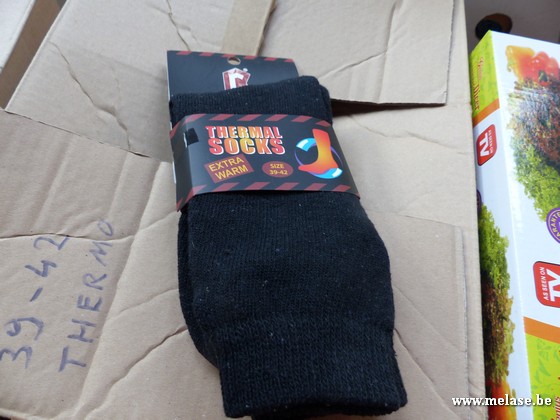 THERMAL
SOCKS
EXTRA
WARM
SIZE
39-42
39-42
THERMO
AS SEEN ON
TV
www.melase.be